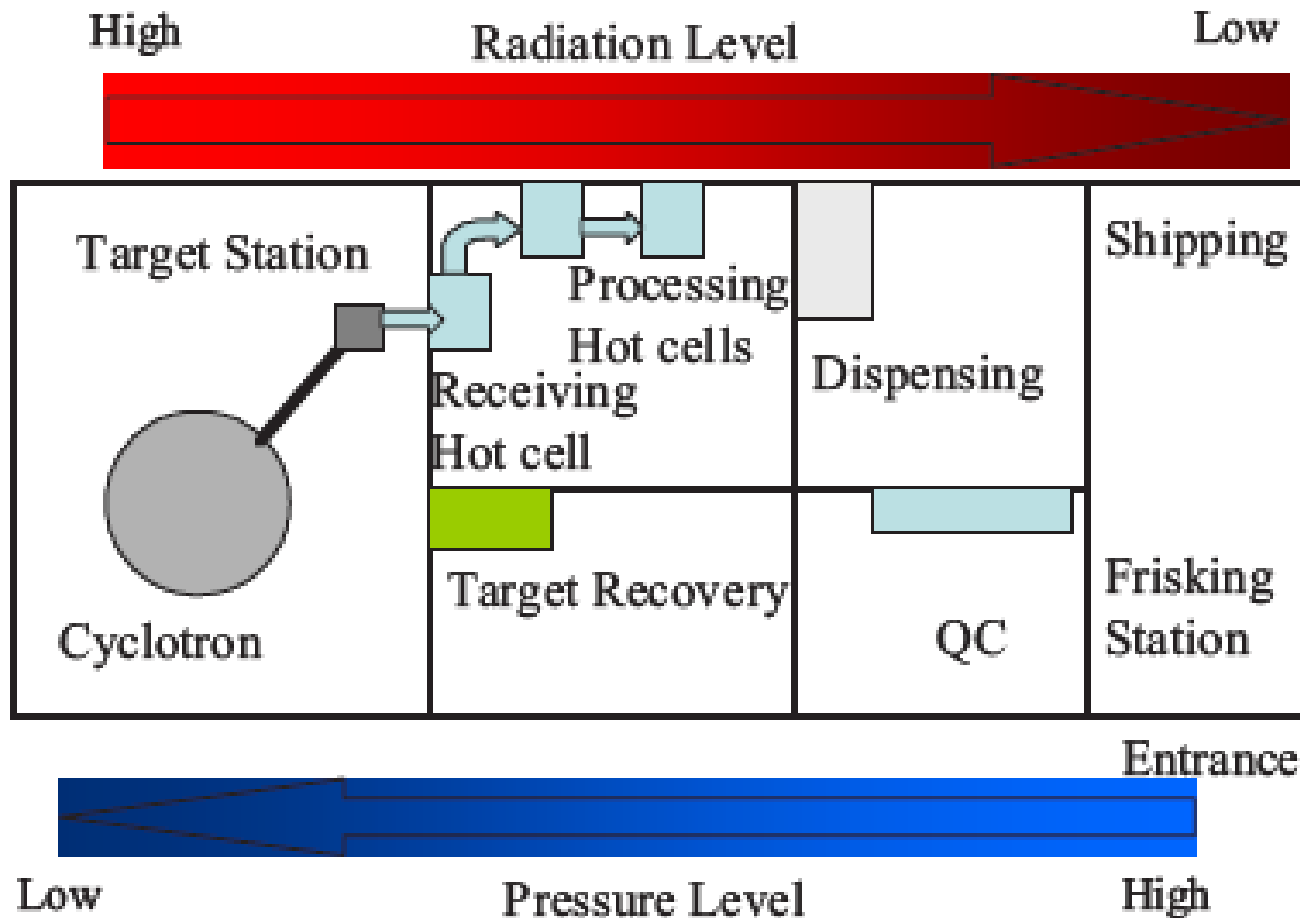 High
Radiation Level
Low
Target Station
Processing
Hot cells
Receiving
Hot cell
Dispensing
Shipping
Cyclotron
Target Recovery
QC
Frisking
Station
Entrance
Low
Pressure Level
High